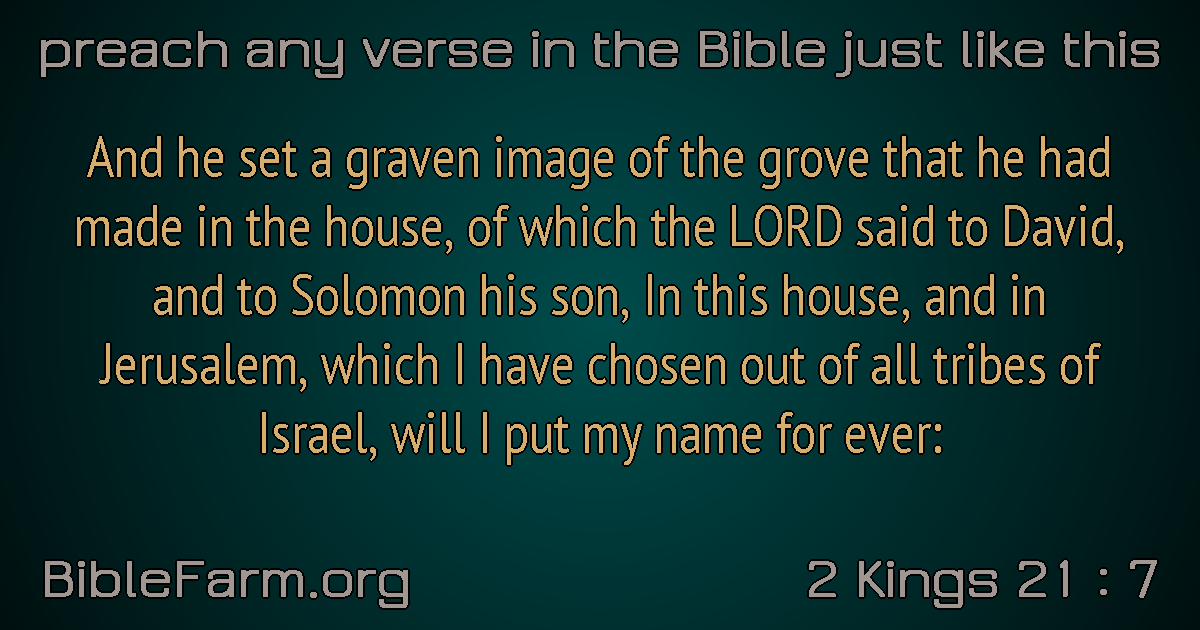 preach any verse in the Bible just like this
And he set a graven image of the grove that he had
made in the house, of which the LORD said to David,
and to Solomon his son, In this house, and in
Jerusalem, which I have chosen out of all tribes of
Israel, will I put my name for ever:
BibleFarm.org
2 Kings 21 : 7